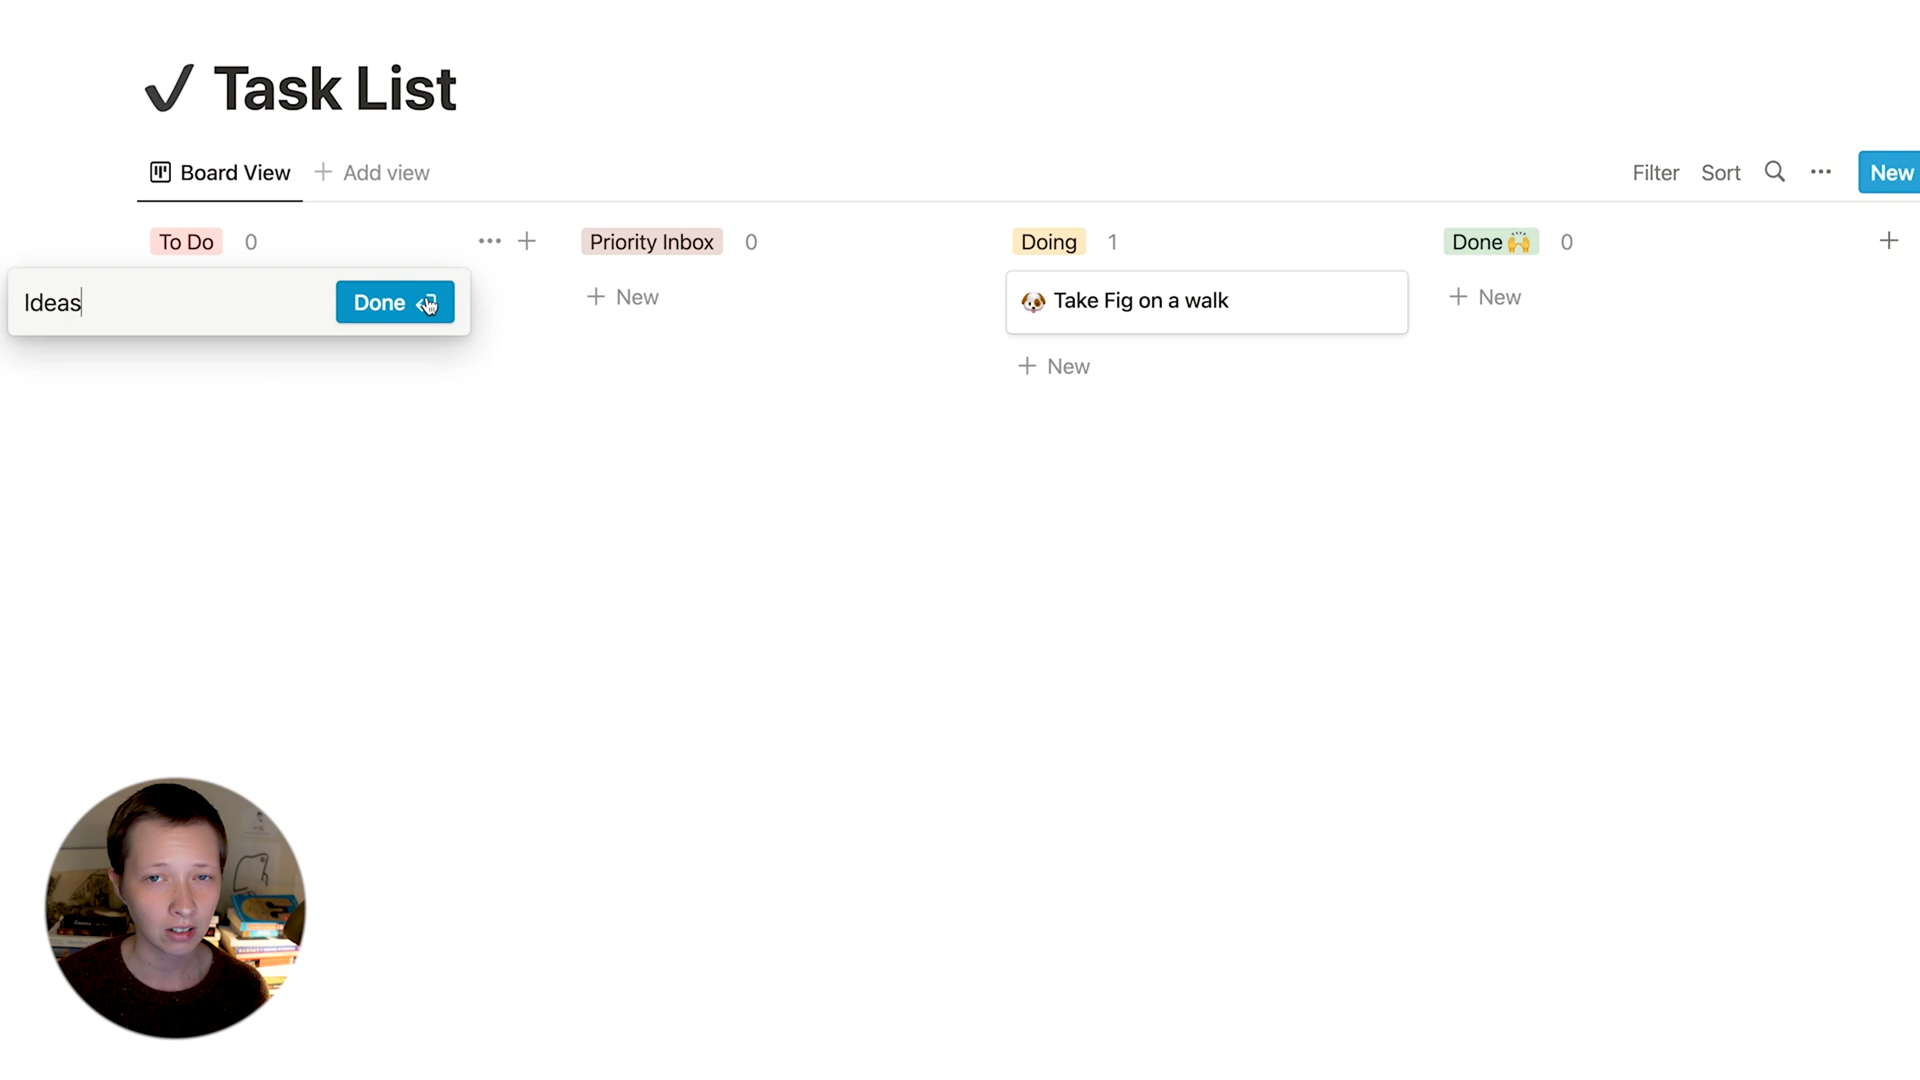 ✓ Task List
Board View + Add view Filter Sort ••• New
To Do 0 ••• + Priority Inbox 0 Doing 1 Done 🙌 0 +
Ideas Done
+ New 🐶 Take Fig on a walk + New
+ New